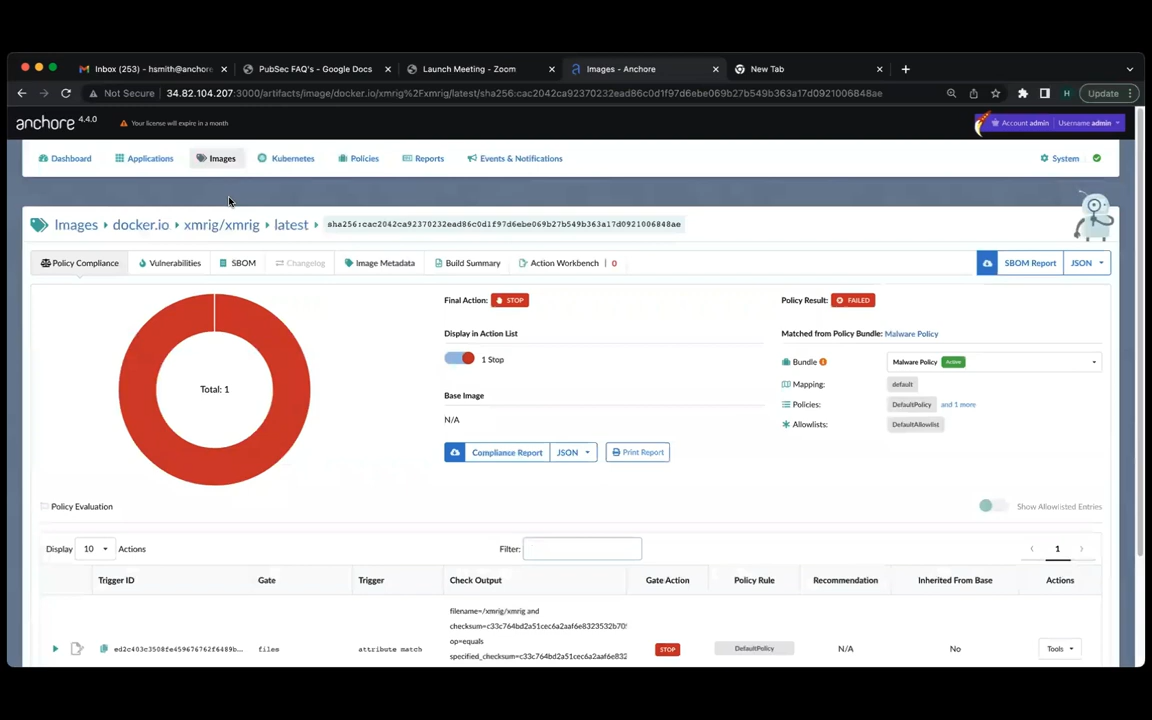 Inbox (253) – hsmith@anchore
PubSec FAQ's - Google Docs
Launch Meeting - Zoom
Images - Anchore
New Tab
Not Secure
34.82.104.207:3000/artifacts/image/docker.io/xmrig%2Fxmrig/latest/sha256:cac2042ca92370232ead86c0d1f97d6ebe069b27b549b363a17d0921006848ae
H
Update
anchore 4.4.0
Your license will expire in a month
Account admin
Username admin
Dashboard
Applications
Images
Kubernetes
Policies
Reports
Events & Notifications
System
Images
docker.io
xmrig/xmrig
latest
sha256:cac2042ca92370232ead86c0d1f97d6ebe069b27b549b363a17d0921006848ae
Policy Compliance
Vulnerabilities
SBOM
Changelog
Image Metadata
Build Summary
Action Workbench | 0
SBOM Report
JSON
Total: 1
Final Action: STOP
Display in Action List
1 Stop
Base Image
N/A
Compliance Report
JSON
Print Report
Policy Result: FAILED
Matched from Policy Bundle: Malware Policy
Bundle
Malware Policy Active
Mapping: default
Policies: DefaultPolicy and 1 more
Allowlists: DefaultAllowlist
Policy Evaluation
Show Allowlisted Entries
Display 10 Actions
Filter:
1
Trigger ID
Gate
Trigger
Check Output
Gate Action
Policy Rule
Recommendation
Inherited From Base
Actions
ed2c403c3508fe459676762f6489b...
files
attribute match
filename=/xmrig/xmrig and
checksum=c33c764bd2a51cec6a2aaf6e8323532b70
op=equals
specified_checksum=c33c764bd2a51cec6a2aaf6e832
STOP
DefaultPolicy
N/A
No
Tools